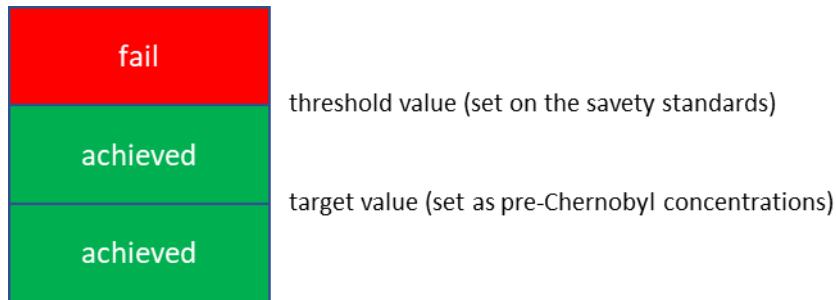 fail
threshold value (set on the savety standards)
achieved
target value (set as pre-Chernobyl concentrations)
achieved